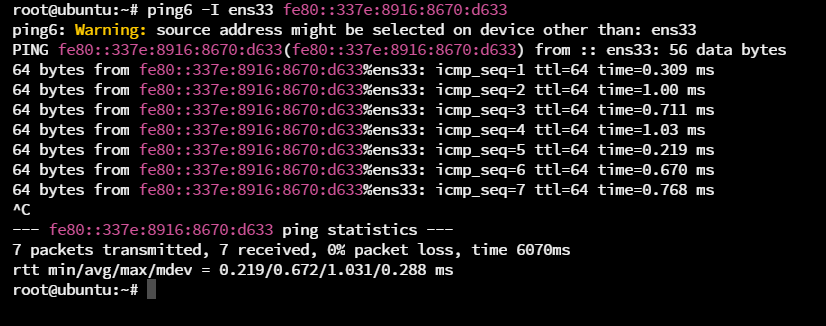 root@ubuntu:~# ping6 -I ens33 fe80::337e:8916:8670:d633
ping6: Warning: source address might be selected on device other than: ens33
PING fe80::337e:8916:8670:d633(fe80::337e:8916:8670:d633) from :: ens33: 56 data bytes
64 bytes from fe80::337e:8916:8670:d633%ens33: icmp_seq=1 ttl=64 time=0.309 ms
64 bytes from fe80::337e:8916:8670:d633%ens33: icmp_seq=2 ttl=64 time=1.00 ms
64 bytes from fe80::337e:8916:8670:d633%ens33: icmp_seq=3 ttl=64 time=0.711 ms
64 bytes from fe80::337e:8916:8670:d633%ens33: icmp_seq=4 ttl=64 time=1.03 ms
64 bytes from fe80::337e:8916:8670:d633%ens33: icmp_seq=5 ttl=64 time=0.219 ms
64 bytes from fe80::337e:8916:8670:d633%ens33: icmp_seq=6 ttl=64 time=0.670 ms
64 bytes from fe80::337e:8916:8670:d633%ens33: icmp_seq=7 ttl=64 time=0.768 ms
^C
--- fe80::337e:8916:8670:d633 ping statistics ---
7 packets transmitted, 7 received, 0% packet loss, time 6070ms
rtt min/avg/max/mdev = 0.219/0.672/1.031/0.288 ms
root@ubuntu:~#